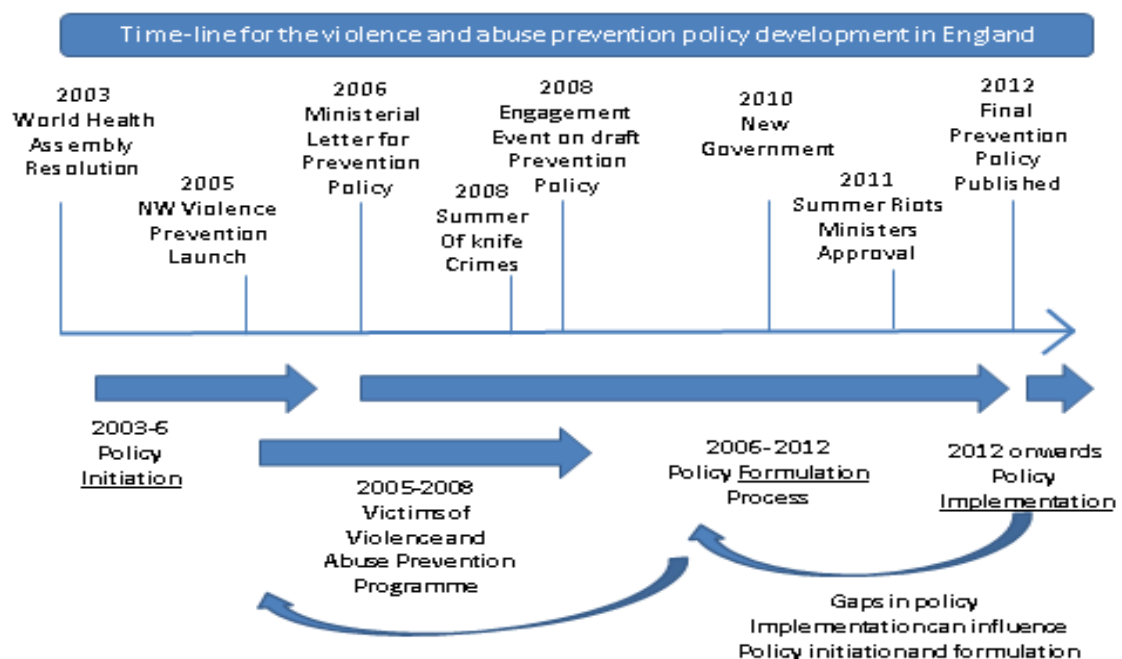 Time-line for the violence and abuse prevention policy development in England
2003
World Health
Assembly
Resolution
2005
NW Violence
Prevention
Launch
2006
Ministerial
Letter for
Prevention
Policy
2008
Summer
Of knife
Crimes
2008
Engagement
Event on draft
Prevention
Policy
2010
New
Government
2011
Summer Riots
Ministers
Approval
2012
Final
Prevention
Policy
Published
2003-6
Policy
Initiation
2005-2008
Victims of
Violence and
Abuse Prevention
Programme
2006-2012
Policy Formulation
Process
2012 onwards
Policy
Implementation
Gaps in policy
Implementation can influence
Policy initiation and formulation